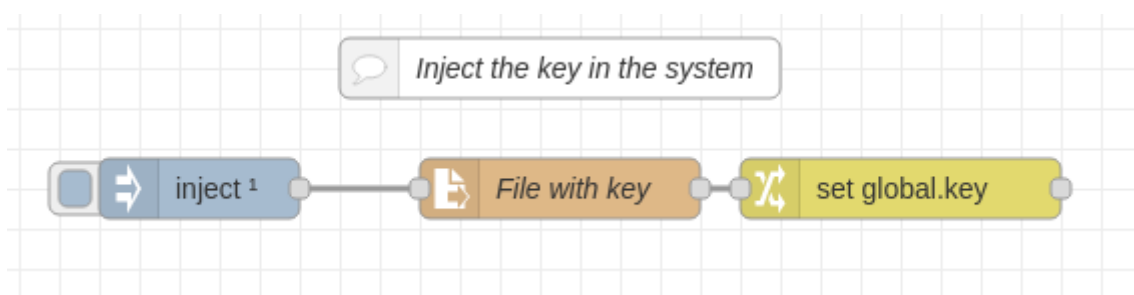 Inject the key in the system
inject ¹
File with key
set global.key